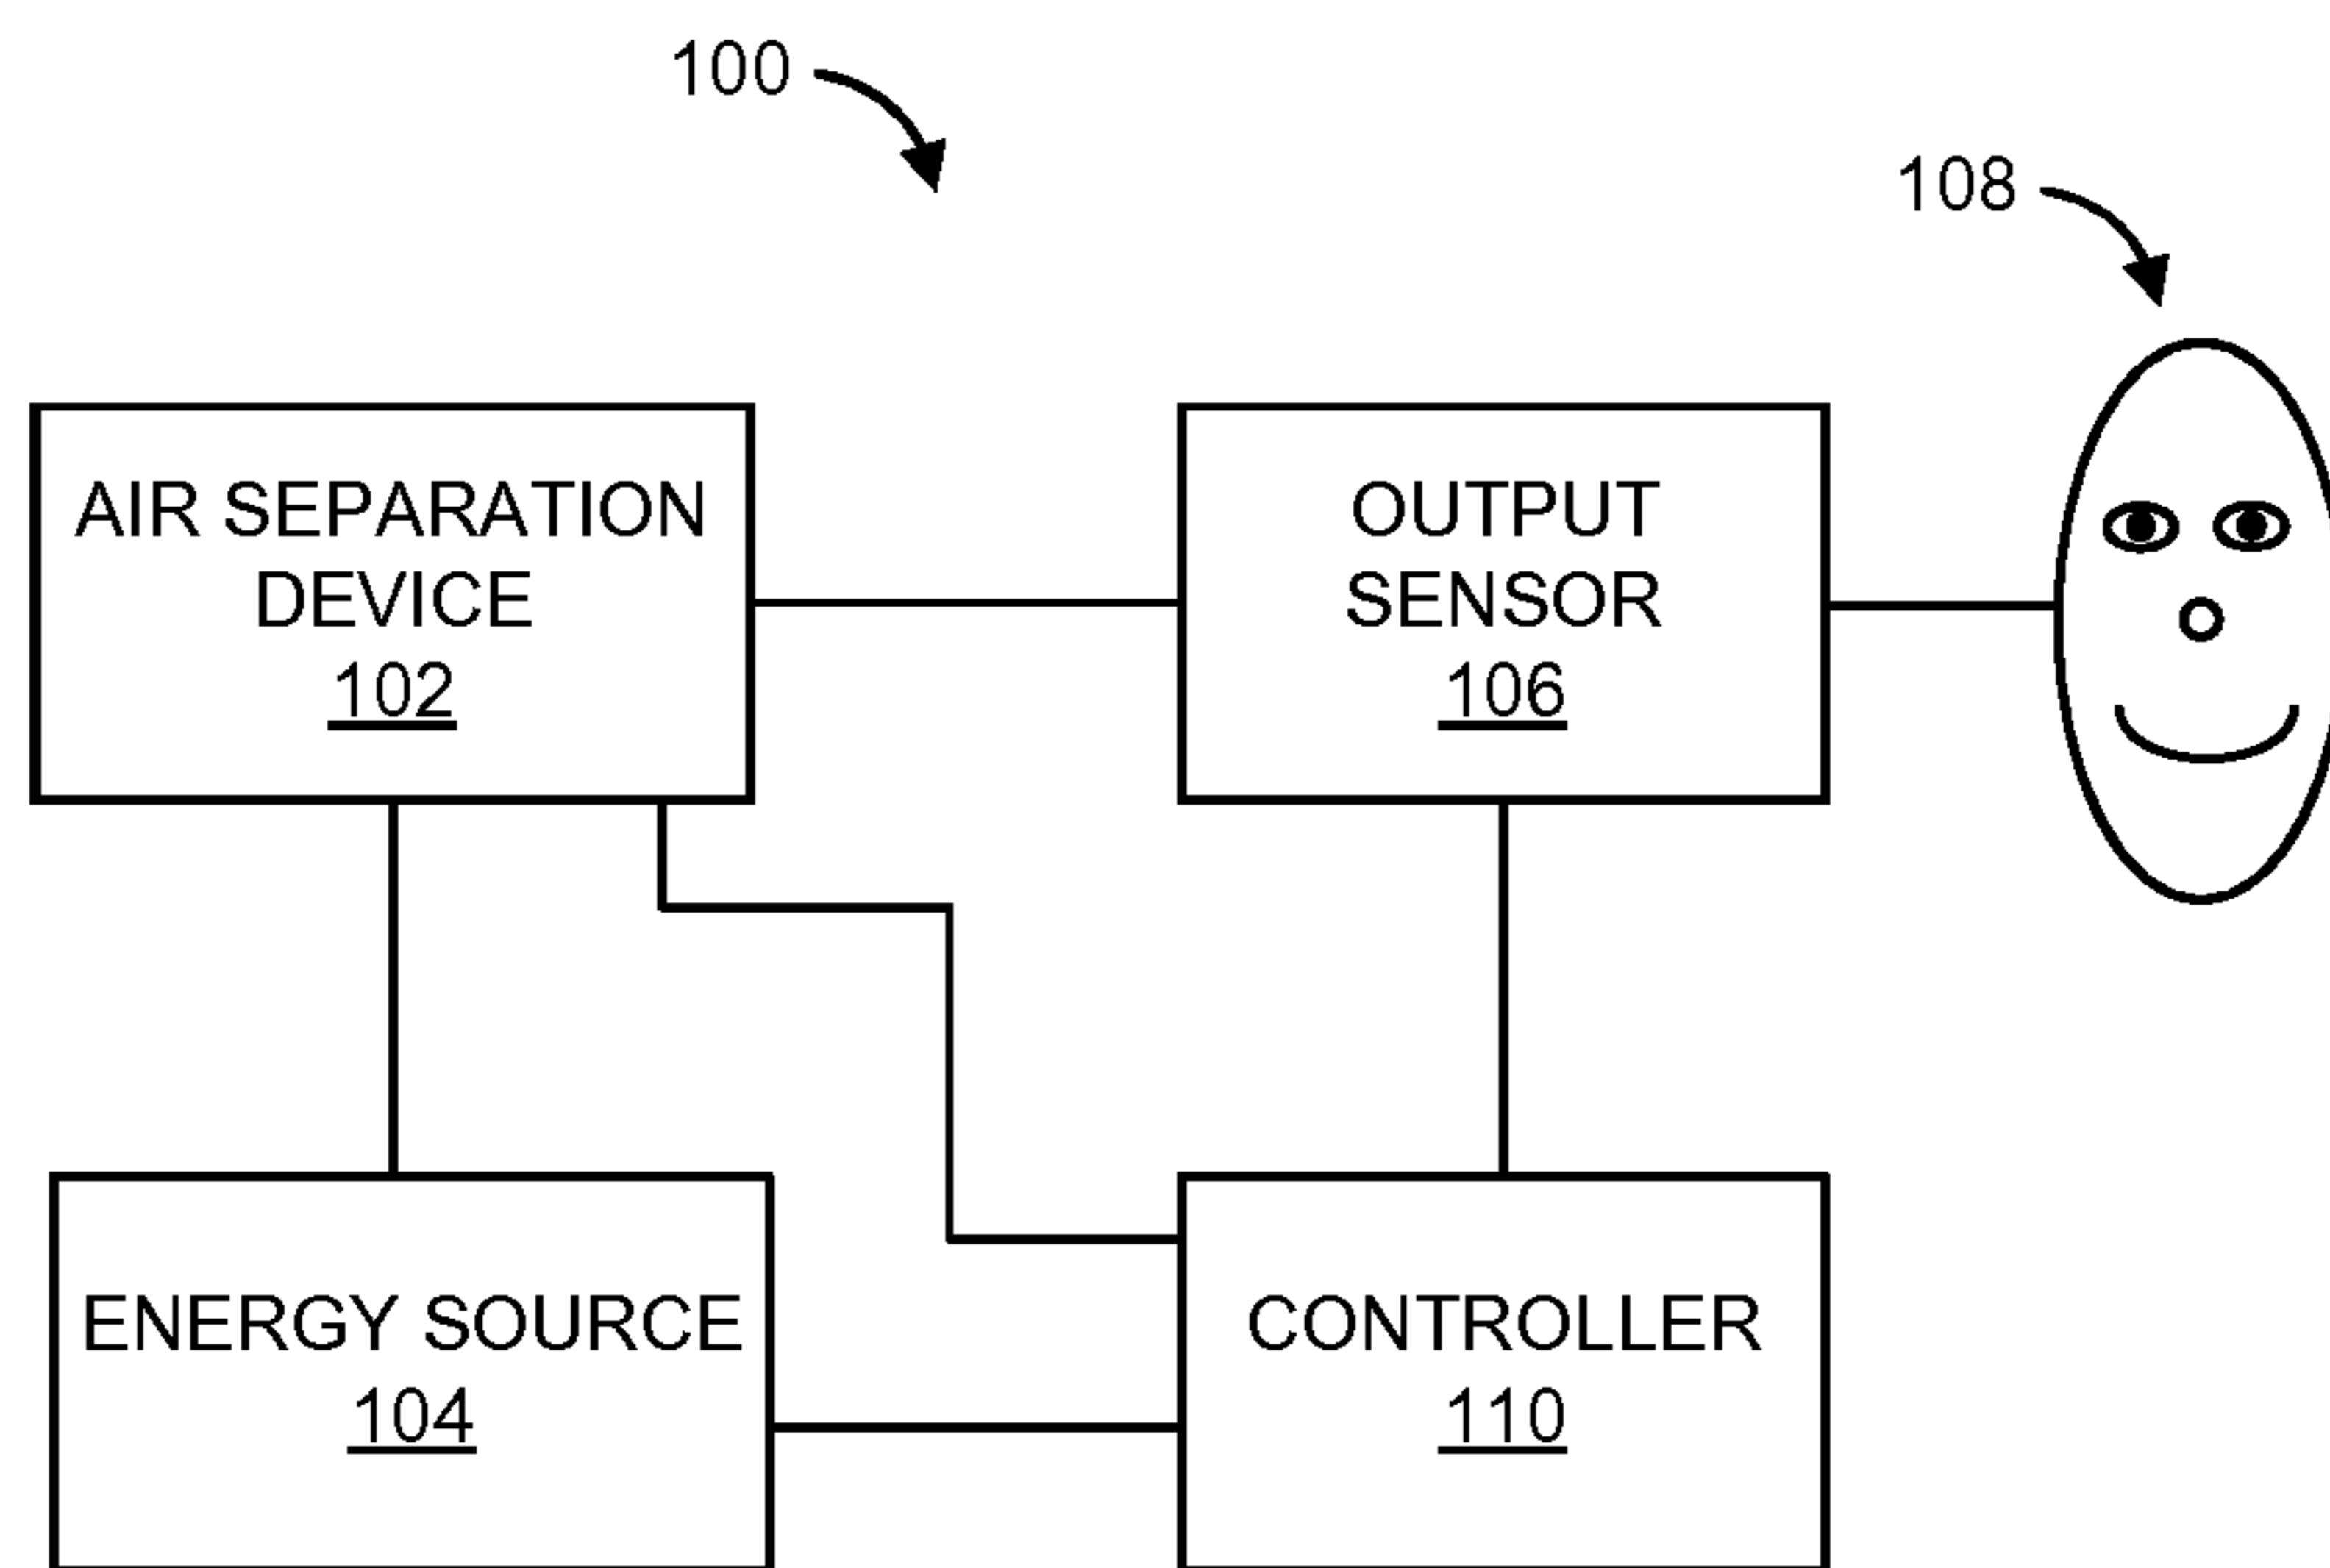 100
108
AIR SEPARATION
DEVICE
102
OUTPUT
SENSOR
106
ENERGY SOURCE
104
CONTROLLER
110